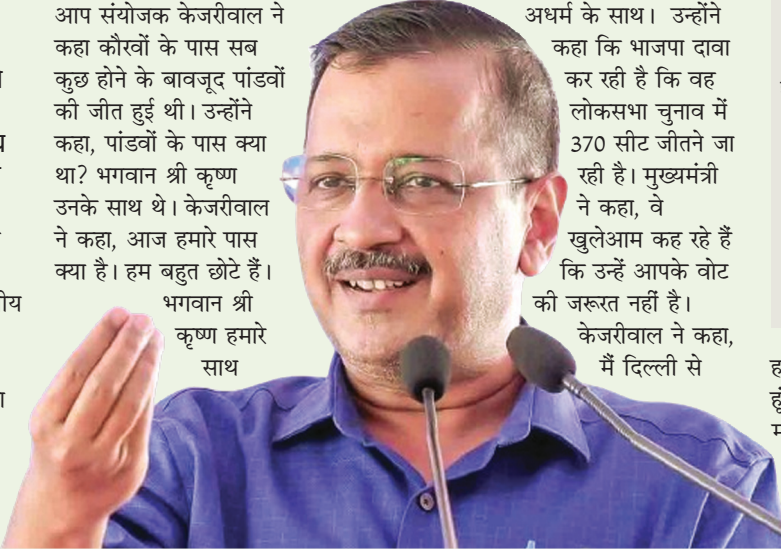 आप संयोजक केजरीवाल ने
कहा कौरवों के पास सब
कुछ होने के बावजूद पांडवों
की जीत हुई थी। उन्होंने
कहा, पांडवों के पास क्या
था? भगवान श्री कृष्ण
उनके साथ थे। केजरीवाल
ने कहा, आज हमारे पास
क्या है। हम बहुत छोटे हैं।
भगवान श्री
कृष्ण हमारे
साथ
अधर्म के साथ। उन्होंने
कहा कि भाजपा दावा
कर रही है कि वह
लोकसभा चुनाव में
370 सीट जीतने जा
रही है। मुख्यमंत्री
ने कहा, वे
खुलेआम कह रहे हैं
कि उन्हें आपके वोट
की जरूरत नहीं है।
केजरीवाल ने कहा,
मैं दिल्ली से